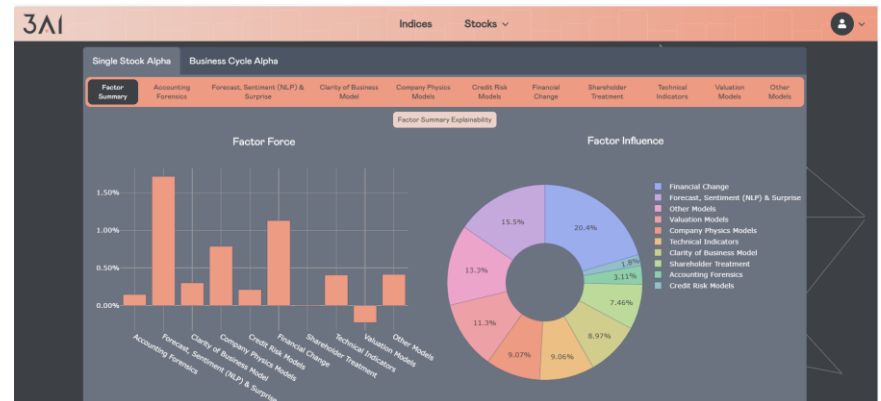 3AI
Indices Stocks
Single Stock Alpha Business Cycle Alpha
Factor Summary
Accounting Forensics
Forecast, Sentiment (NLP) & Surprise
Clarity of Business Model
Company Physics Models
Credit Risk Models
Financial Change
Shareholder Treatment
Technical Indicators
Valuation Models
Other Models
Factor Summary Explainability
Factor Force
1.50%
1.00%
0.50%
0.00%
Accounting Forensics
Forecast, Sentiment (NLP) & Surprise
Clarity of Business Model
Company Physics Models
Credit Risk Models
Financial Change
Shareholder Treatment
Technical Indicators
Valuation Models
Other Models
Factor Influence
20.4%
1.8%
3.11%
7.46%
8.97%
9.06%
9.07%
11.3%
13.3%
15.5%
Financial Change
Forecast, Sentiment (NLP) & Surprise
Other Models
Valuation Models
Company Physics Models
Technical Indicators
Clarity of Business Model
Shareholder Treatment
Accounting Forensics
Credit Risk Models